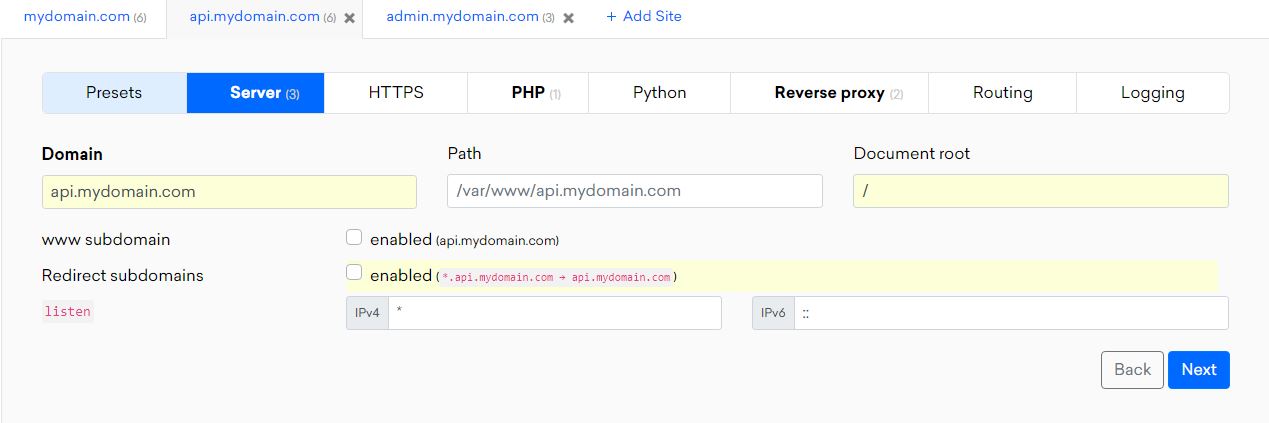 mydomain.com (6) api.mydomain.com (6) ✖ admin.mydomain.com (3) ✖ + Add Site
Presets Server (3) HTTPS PHP (1) Python Reverse proxy (2) Routing Logging
Domain Path Document root
api.mydomain.com /var/www/api.mydomain.com /
www subdomain enabled (api.mydomain.com)
Redirect subdomains enabled (*.api.mydomain.com → api.mydomain.com)
listen IPv4 * IPv6 ::
Back Next